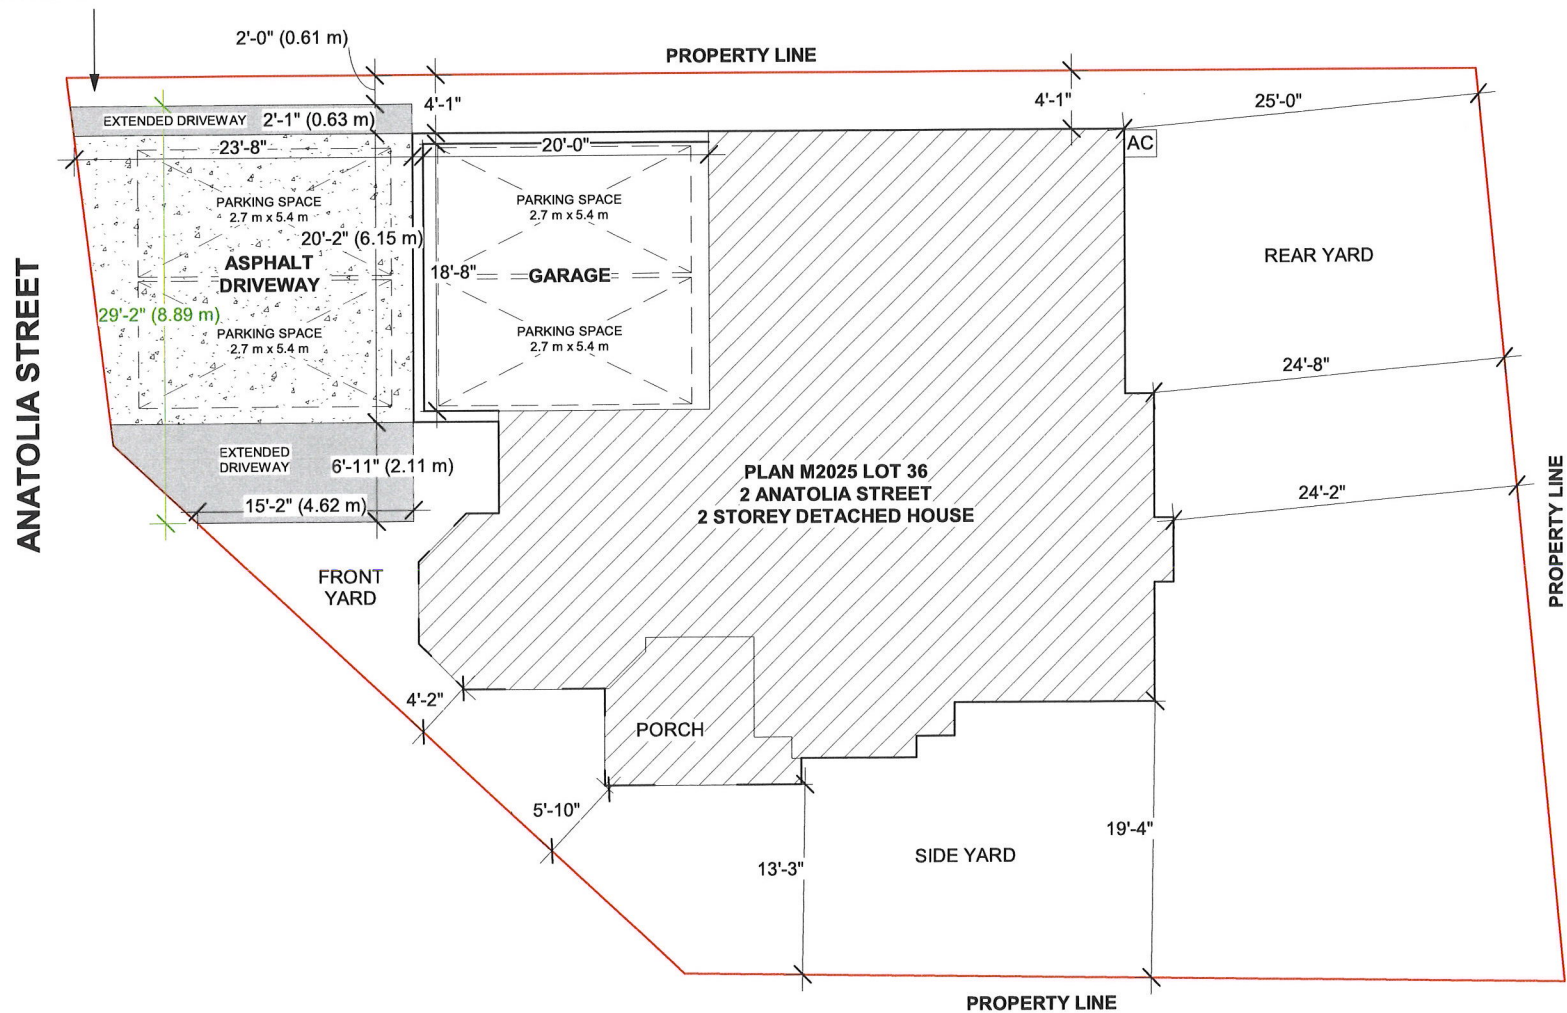 2'-0" (0.61 m)
PROPERTY LINE
4'-1"
4'-1"
25'-0"
EXTENDED DRIVEWAY
2'-1" (0.63 m)
23'-8"
20'-0"
AC
PARKING SPACE
2.7 m x 5.4 m
PARKING SPACE
2.7 m x 5.4 m
20'-2" (6.15 m)
REAR YARD
ASPHALT
DRIVEWAY
18'-8"
GARAGE
29'-2" (8.89 m)
PARKING SPACE
2.7 m x 5.4 m
PARKING SPACE
2.7 m x 5.4 m
24'-8"
ANATOLIA STREET
EXTENDED
DRIVEWAY
6'-11" (2.11 m)
15'-2" (4.62 m)
PLAN M2025 LOT 36
2 ANATOLIA STREET
2 STOREY DETACHED HOUSE
24'-2"
PROPERTY LINE
FRONT
YARD
4'-2"
PORCH
5'-10"
13'-3"
SIDE YARD
19'-4"
PROPERTY LINE